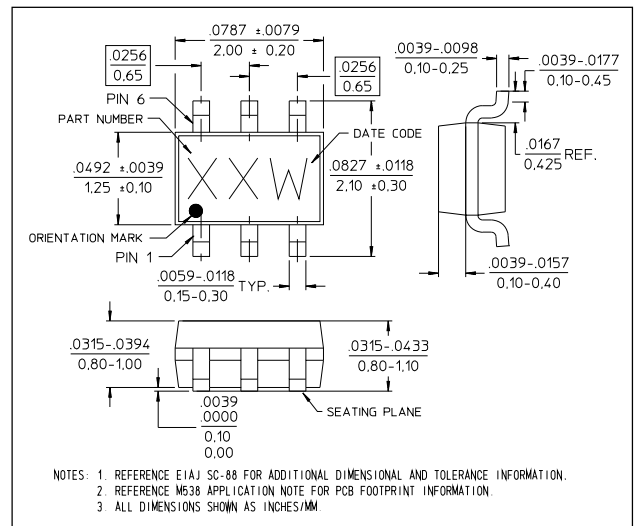 .0787 ±.0079
2.00 ± 0.20
.0256
0.65
.0256
0.65
.0039-.0098
0,10-0,25
.0039-.0177
0,10-0,45
PIN 6
PART NUMBER
DATE CODE
.0492 ±.0039
1,25 ±0,10
XXW
.0827 ±.0118
2,10 ±0,30
.0167
0,425 REF.
ORIENTATION MARK
PIN 1
.0059-.0118
0,15-0,30 TYP.
.0039-.0157
0,10-0,40
.0315-.0394
0,80-1,00
.0315-.0433
0,80-1,10
.0039
.0000
0,10
0,00
SEATING PLANE
NOTES: 1. REFERENCE EIAJ SC-88 FOR ADDITIONAL DIMENSIONAL AND TOLERANCE INFORMATION.
2. REFERENCE M538 APPLICATION NOTE FOR PCB FOOTPRINT INFORMATION.
3. ALL DIMENSIONS SHOWN AS INCHES/MM.